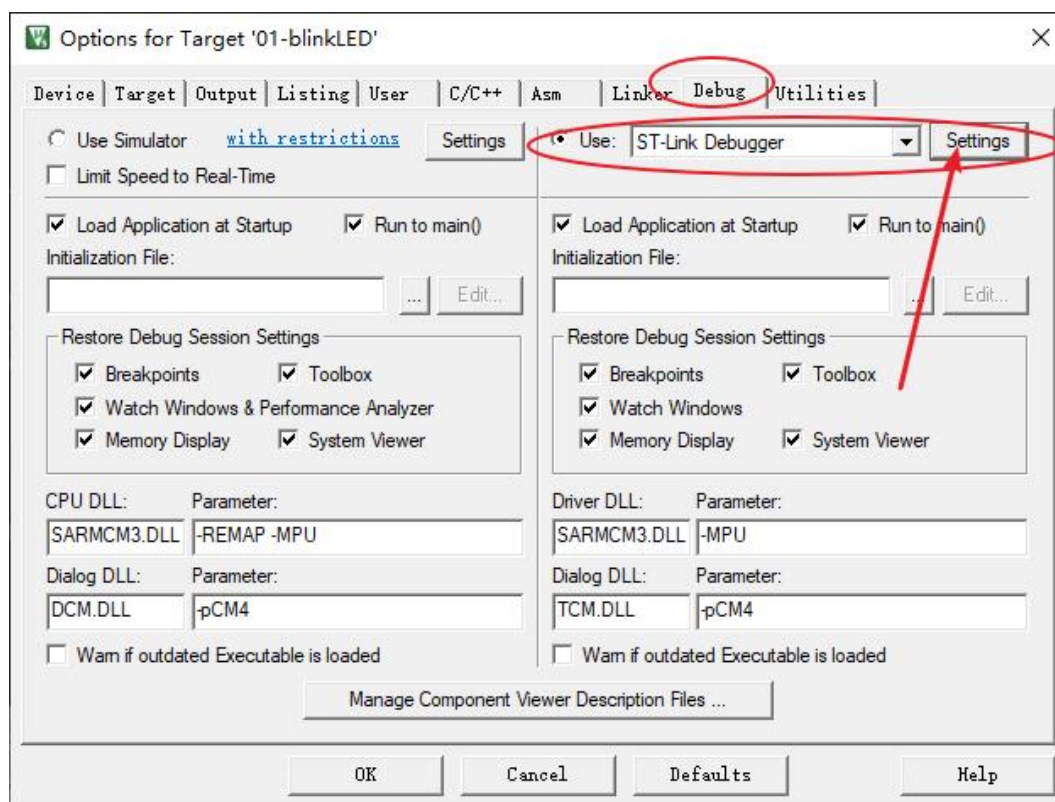 Options for Target '01-blinkLED'
Device Target Output Listing User C/C++ Asm Linker Debug Utilities
Use Simulator with restrictions Settings Use: ST-Link Debugger Settings
Limit Speed to Real-Time
Load Application at Startup Run to main() Load Application at Startup Run to main()
Initialization File: Initialization File:
... Edit... ... Edit...
Restore Debug Session Settings Restore Debug Session Settings
Breakpoints Toolbox Breakpoints Toolbox
Watch Windows & Performance Analyzer Watch Windows
Memory Display System Viewer Memory Display System Viewer
CPU DLL: Parameter: Driver DLL: Parameter:
SARMCM3.DLL -REMAP -MPU SARMCM3.DLL -MPU
Dialog DLL: Parameter: Dialog DLL: Parameter:
DCM.DLL -pCM4 TCM.DLL -pCM4
Warn if outdated Executable is loaded Warn if outdated Executable is loaded
Manage Component Viewer Description Files ...
OK Cancel Defaults Help